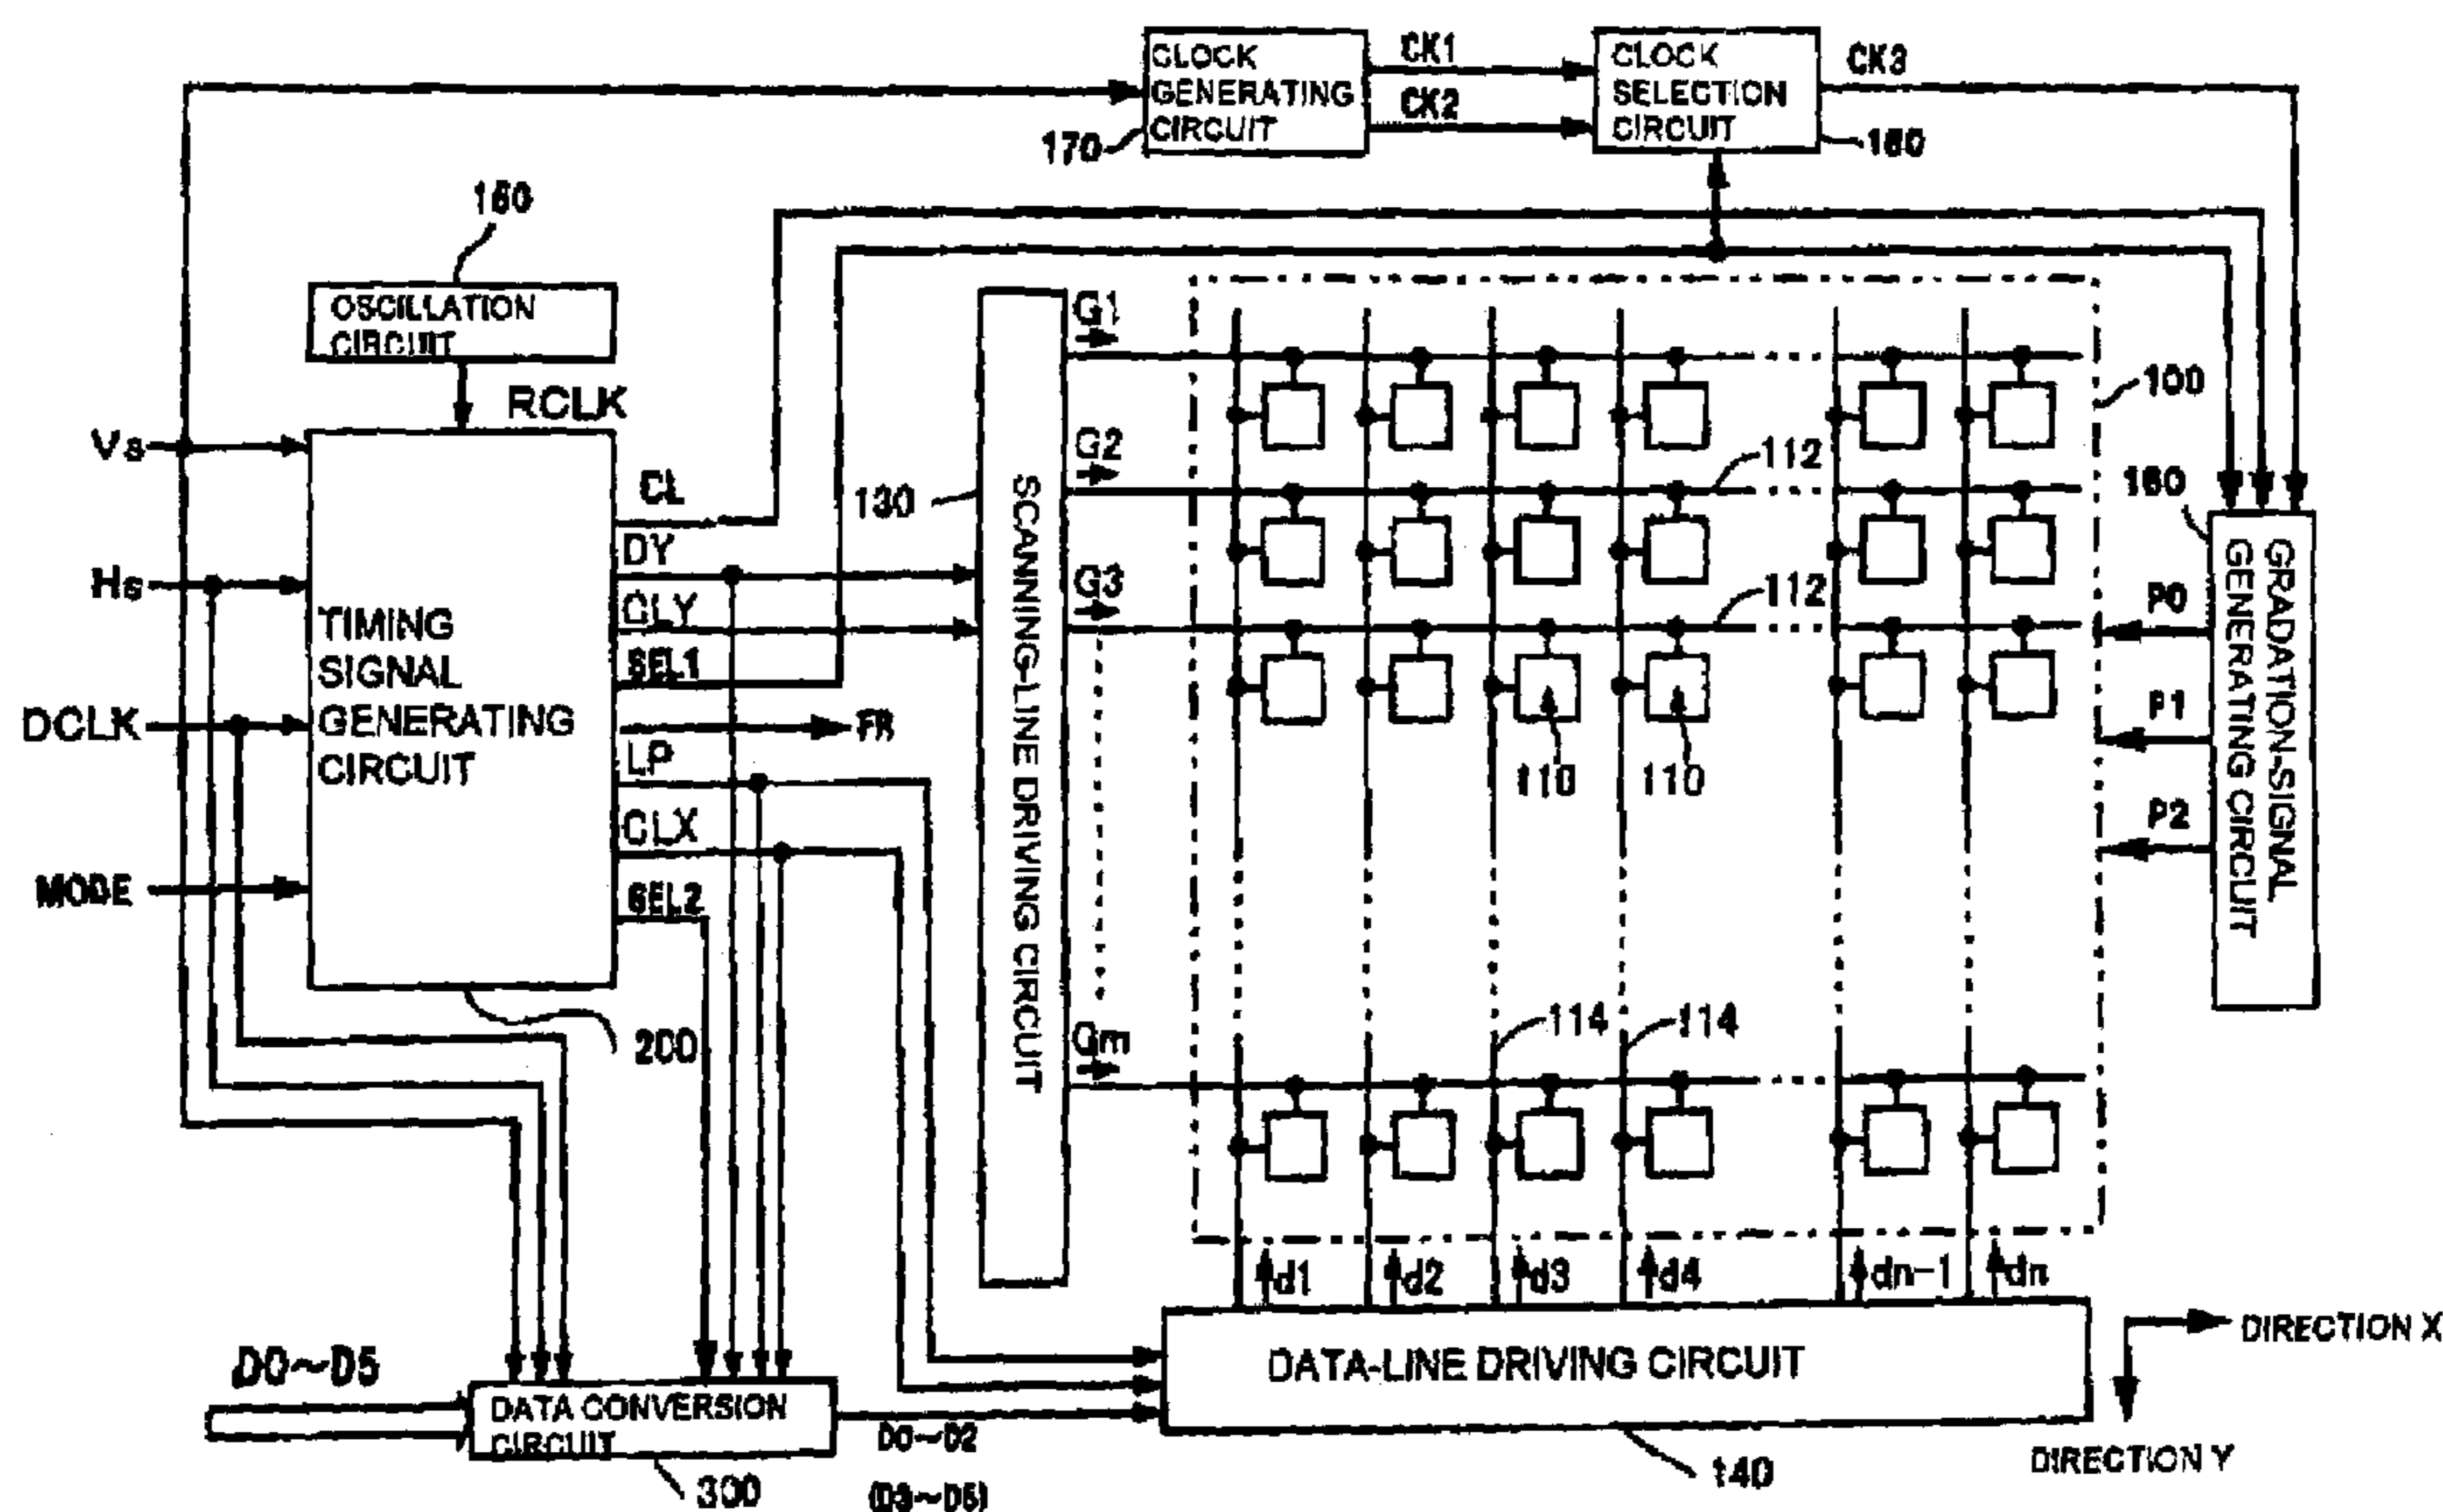 CLOCK
GENERATING
CIRCUIT
170
CK1
CK2
CLOCK
SELECTION
CIRCUIT
CK3
OSCILLATION
CIRCUIT
RCLK
Vs
Hs
DCLK
MODE
TIMING
SIGNAL
GENERATING
CIRCUIT
200
CL
DY
CLY
SEL1
FR
LP
CLX
SEL2
130
SCANNING-LINE DRIVING CIRCUIT
G1
G2
G3
Gm
112
112
110
110
114
114
100
160
GRADATION-SIGNAL
GENERATING CIRCUIT
P0
P1
P2
d1
d2
d3
d4
dn-1
dn
DATA-LINE DRIVING CIRCUIT
140
DIRECTION X
DIRECTION Y
D0~D5
DATA CONVERSION
CIRCUIT
300
D0~D2
(D3~D5)